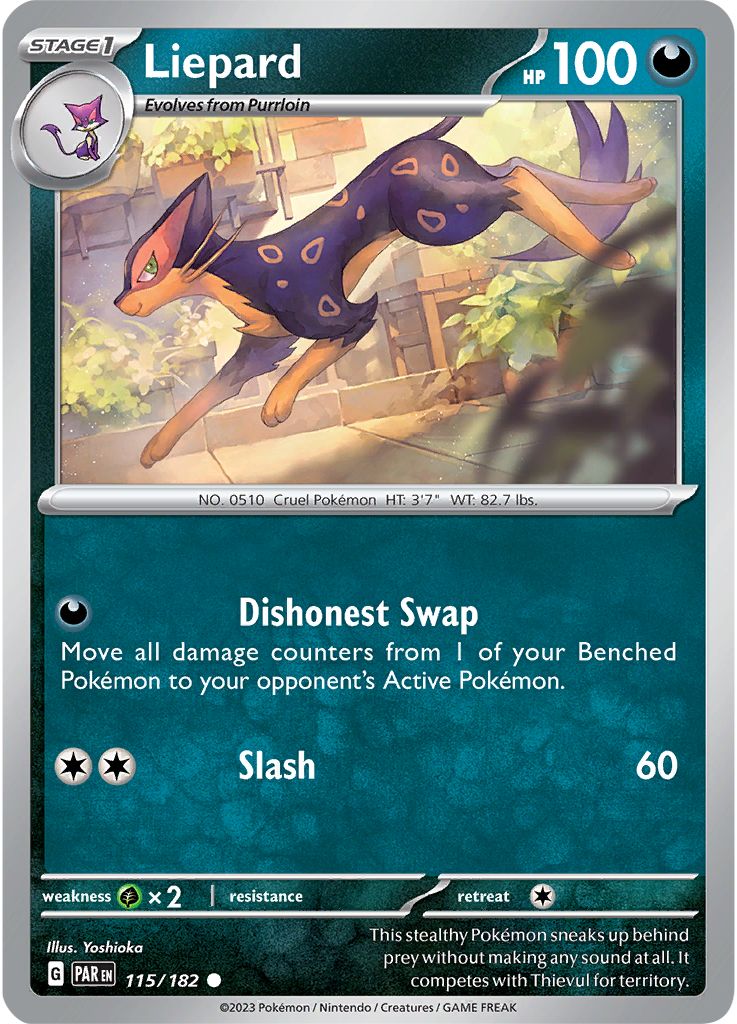 STAGE1
Liepard
HP 100
Evolves from Purrloin
NO. 0510 Cruel Pokémon HT: 3'7" WT: 82.7 lbs.
Dishonest Swap
Move all damage counters from 1 of your Benched
Pokémon to your opponent's Active Pokémon.
Slash 60
weakness ×2 resistance retreat
Illus. Yoshioka
G PAR EN 115/182
This stealthy Pokémon sneaks up behind
prey without making any sound at all. It
competes with Thievul for territory.
©2023 Pokémon / Nintendo / Creatures / GAME FREAK